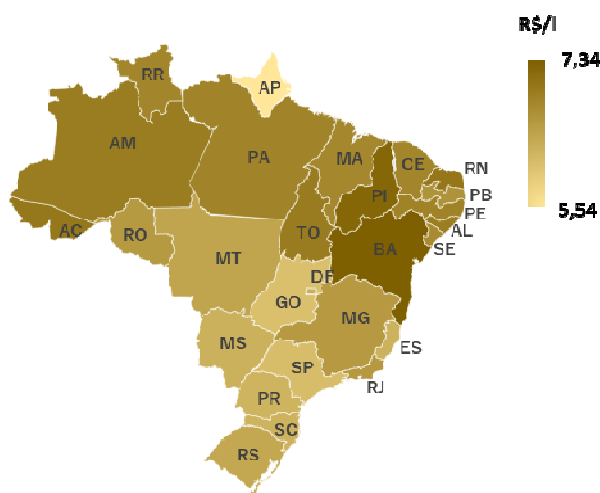 R$/l
7,34
5,54
RR
AP
AM
PA
MA
CE
RN
PB
PE
AL
SE
PI
AC
RO
TO
BA
MT
DF
GO
MG
MS
ES
SP
RJ
PR
SC
RS